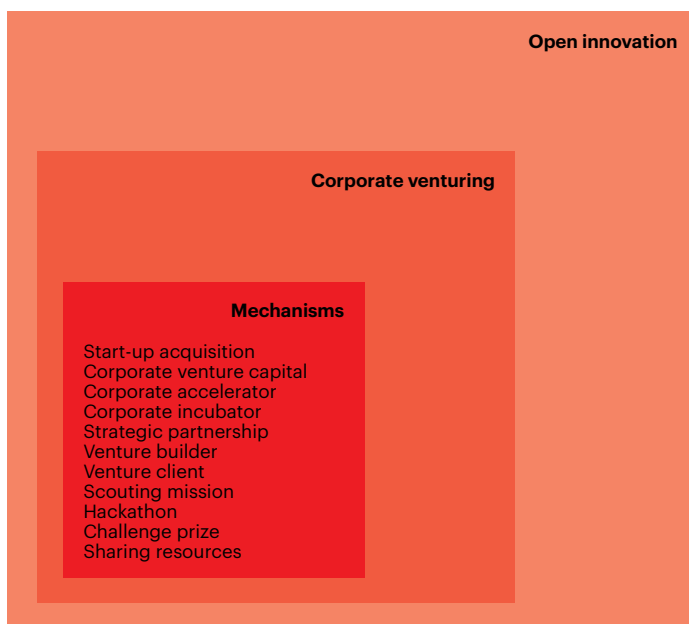 Open innovation
Corporate venturing
Mechanisms
Start-up acquisition
Corporate venture capital
Corporate accelerator
Corporate incubator
Strategic partnership
Venture builder
Venture client
Scouting mission
Hackathon
Challenge prize
Sharing resources